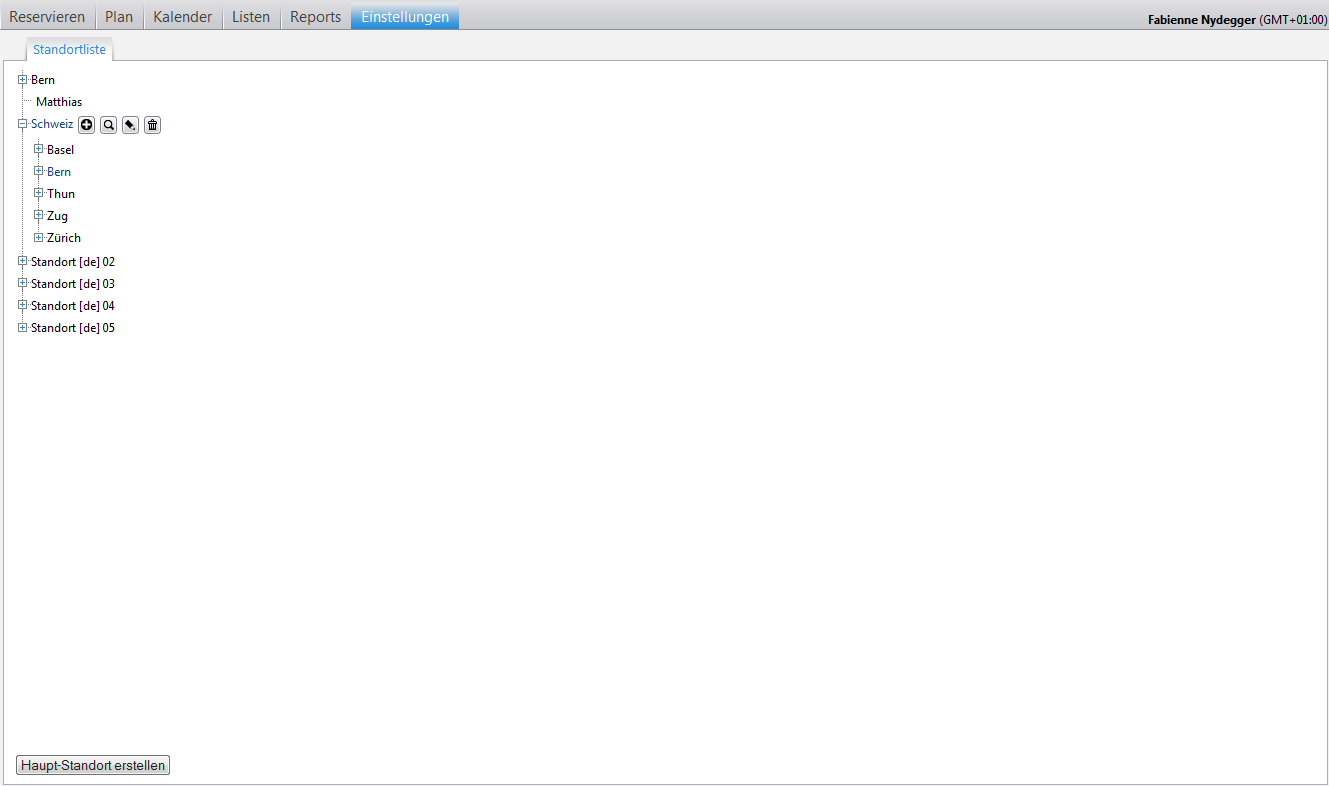 Reservieren Plan Kalender Listen Reports Einstellungen
Fabienne Nydegger (GMT+01:00)
Standortliste
Bern
Matthias
Schweiz
Basel
Bern
Thun
Zug
Zürich
Standort [de] 02
Standort [de] 03
Standort [de] 04
Standort [de] 05
Haupt-Standort erstellen